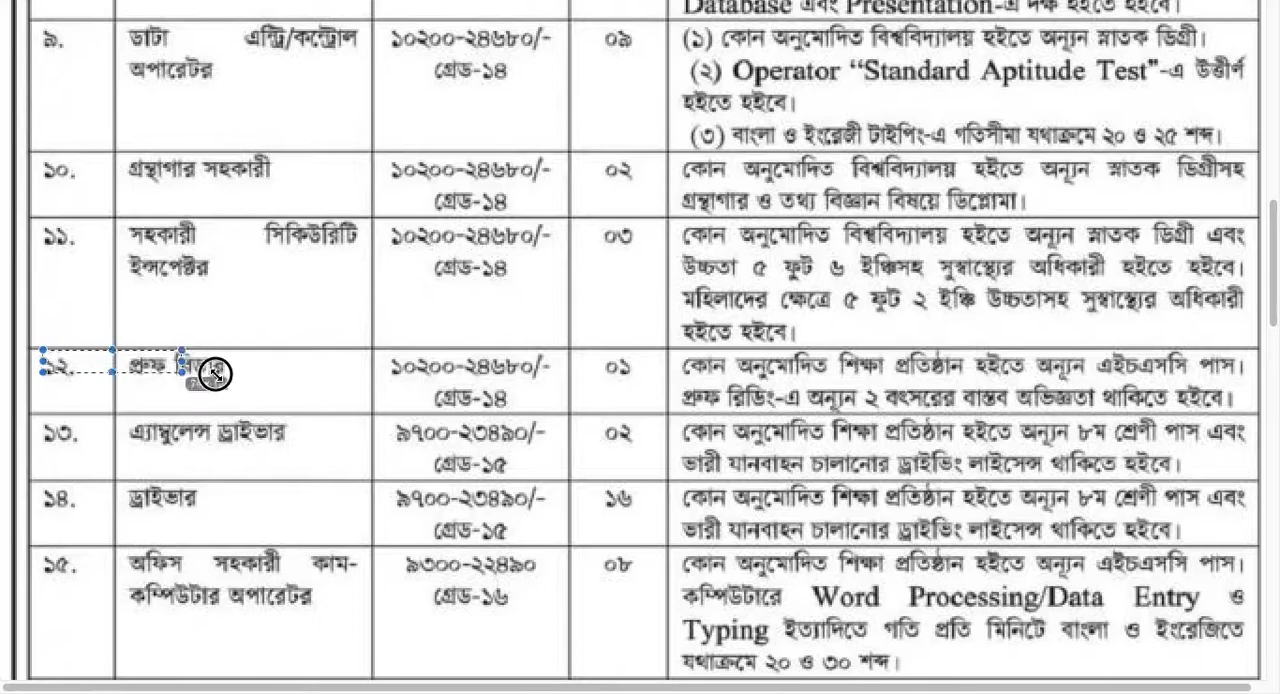 Database এবং Presentation-এ দক্ষ হইতে হইবে।
৯. ডাটা এন্ট্রি/কন্ট্রোল ১০২০০-২৪৬৮০/- ০৯ (১) কোন অনুমোদিত বিশ্ববিদ্যালয় হইতে অন্যূন স্নাতক ডিগ্রী।
অপারেটর গ্রেড-১৪ (২) Operator “Standard Aptitude Test”-এ উত্তীর্ণ
হইতে হইবে।
(৩) বাংলা ও ইংরেজী টাইপিং-এ গতিসীমা যথাক্রমে ২০ ও ২৫ শব্দ।
১০. গ্রন্থাগার সহকারী ১০২০০-২৪৬৮০/- ০২ কোন অনুমোদিত বিশ্ববিদ্যালয় হইতে অন্যূন স্নাতক ডিগ্রীসহ
গ্রেড-১৪ গ্রন্থাগার ও তথ্য বিজ্ঞান বিষয়ে ডিপ্লোমা।
১১. সহকারী সিকিউরিটি ১০২০০-২৪৬৮০/- ০৩ কোন অনুমোদিত বিশ্ববিদ্যালয় হইতে অন্যূন স্নাতক ডিগ্রী এবং
ইন্সপেক্টর গ্রেড-১৪ উচ্চতা ৫ ফুট ৬ ইঞ্চিসহ সুস্বাস্থ্যের অধিকারী হইতে হইবে।
মহিলাদের ক্ষেত্রে ৫ ফুট ২ ইঞ্চি উচ্চতাসহ সুস্বাস্থ্যের অধিকারী
হইতে হইবে।
১২. প্রুফ রিডার ১০২০০-২৪৬৮০/- ০১ কোন অনুমোদিত শিক্ষা প্রতিষ্ঠান হইতে অন্যূন এইচএসসি পাস।
গ্রেড-১৪ প্রুফ রিডিং-এ অন্যূন ২ বৎসরের বাস্তব অভিজ্ঞতা থাকিতে হইবে।
১৩. এ্যাম্বুলেন্স ড্রাইভার ৯৭০০-২৩৪৯০/- ০২ কোন অনুমোদিত শিক্ষা প্রতিষ্ঠান হইতে অন্যূন ৮ম শ্রেণী পাস এবং
গ্রেড-১৫ ভারী যানবাহন চালানোর ড্রাইভিং লাইসেন্স থাকিতে হইবে।
১৪. ড্রাইভার ৯৭০০-২৩৪৯০/- ১৬ কোন অনুমোদিত শিক্ষা প্রতিষ্ঠান হইতে অন্যূন ৮ম শ্রেণী পাস এবং
গ্রেড-১৫ ভারী যানবাহন চালানোর ড্রাইভিং লাইসেন্স থাকিতে হইবে।
১৫. অফিস সহকারী কাম- ৯৩০০-২২৪৯০ ০৮ কোন অনুমোদিত শিক্ষা প্রতিষ্ঠান হইতে অন্যূন এইচএসসি পাস।
কম্পিউটার অপারেটর গ্রেড-১৬ কম্পিউটারে Word Processing/Data Entry ও
Typing ইত্যাদিতে গতি প্রতি মিনিটে বাংলা ও ইংরেজিতে
যথাক্রমে ২০ ও ৩০ শব্দ।